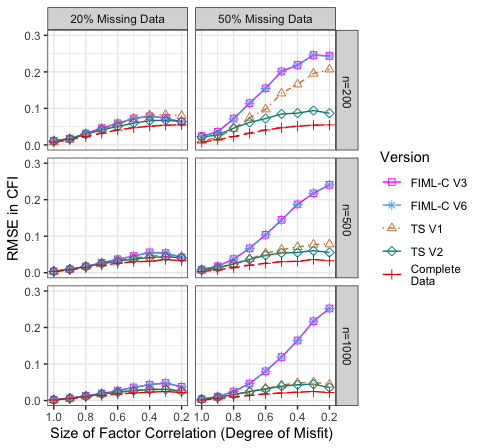 20% Missing Data
50% Missing Data
0.3
0.2
0.1
0.0
n=200
0.3
0.2
0.1
0.0
n=500
0.3
0.2
0.1
0.0
n=1000
RMSE in CFI
1.0 0.8 0.6 0.4 0.2
1.0 0.8 0.6 0.4 0.2
Size of Factor Correlation (Degree of Misfit)
Version
FIML-C V3
FIML-C V6
TS V1
TS V2
Complete
Data